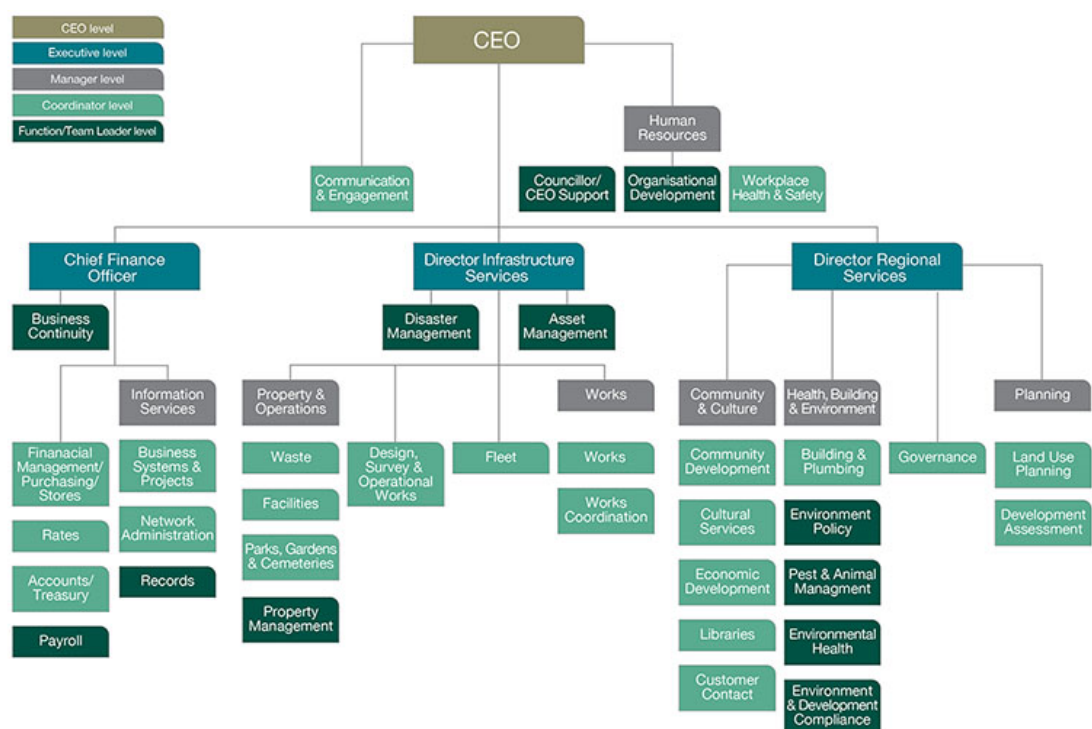 CEO level
Executive level
Manager level
Coordinator level
Function/Team Leader level
CEO
Human
Resources
Communication
& Engagement
Councillor/
CEO Support
Organisational
Development
Workplace
Health & Safety
Chief Finance
Officer
Director Infrastructure
Services
Director Regional
Services
Business
Continuity
Disaster
Management
Asset
Management
Information
Services
Property &
Operations
Works
Community
& Culture
Health, Building
& Environment
Planning
Finanacial
Management/
Purchasing/
Stores
Business
Systems &
Projects
Waste
Design,
Survey &
Operational
Works
Fleet
Works
Community
Development
Building &
Plumbing
Governance
Land Use
Planning
Rates
Network
Administration
Facilities
Works
Coordination
Cultural
Services
Environment
Policy
Development
Assessment
Accounts/
Treasury
Records
Parks, Gardens
& Cemeteries
Economic
Development
Pest & Animal
Managment
Payroll
Property
Management
Libraries
Environmental
Health
Customer
Contact
Environment
& Development
Compliance